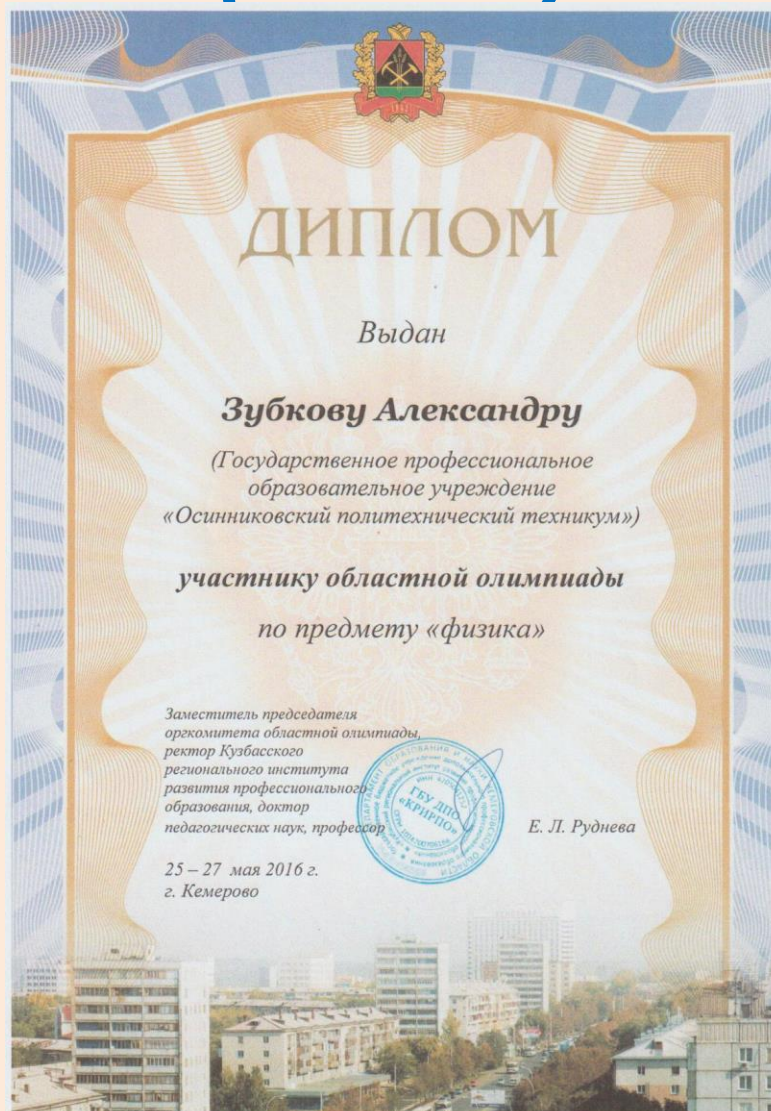 ДИПЛОМ
Выдан
Зубкову Александру
(Государственное профессиональное
образовательное учреждение
«Осинниковский политехнический техникум»)
участнику областной олимпиады
по предмету «физика»
Заместитель председателя
оргкомитета областной олимпиады,
ректор Кузбасского
регионального института
развития профессионального
образования, доктор
педагогических наук, профессор
Е. Л. Руднева
ГБУ ДПО
«КРИРПО»
25 – 27 мая 2016 г.
г. Кемерово